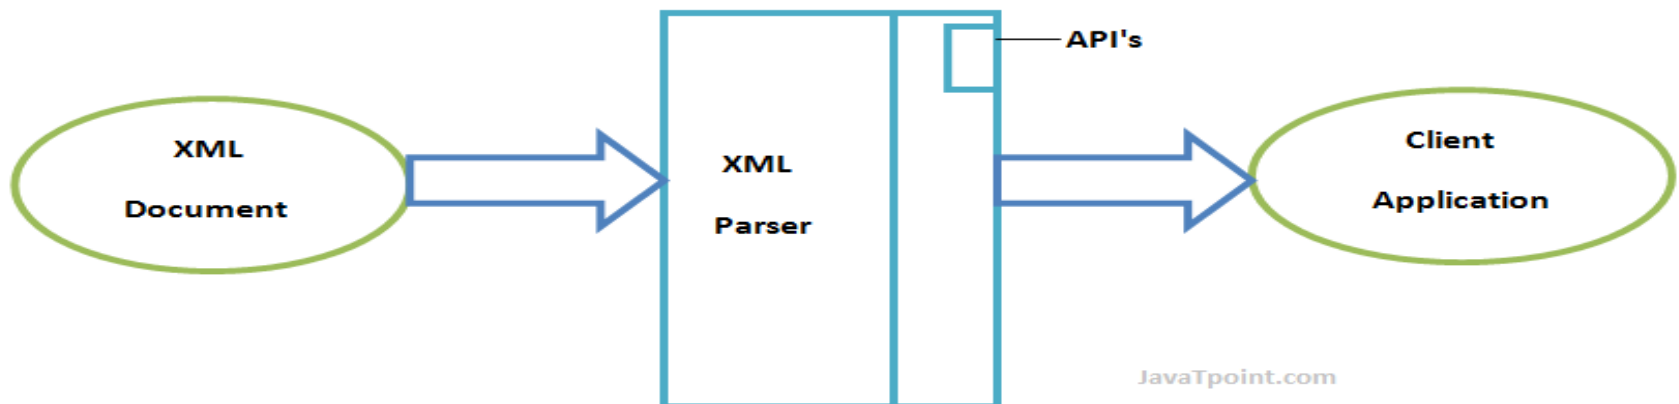 XML
Document
XML
Parser
API's
Client
Application
JavaTpoint.com